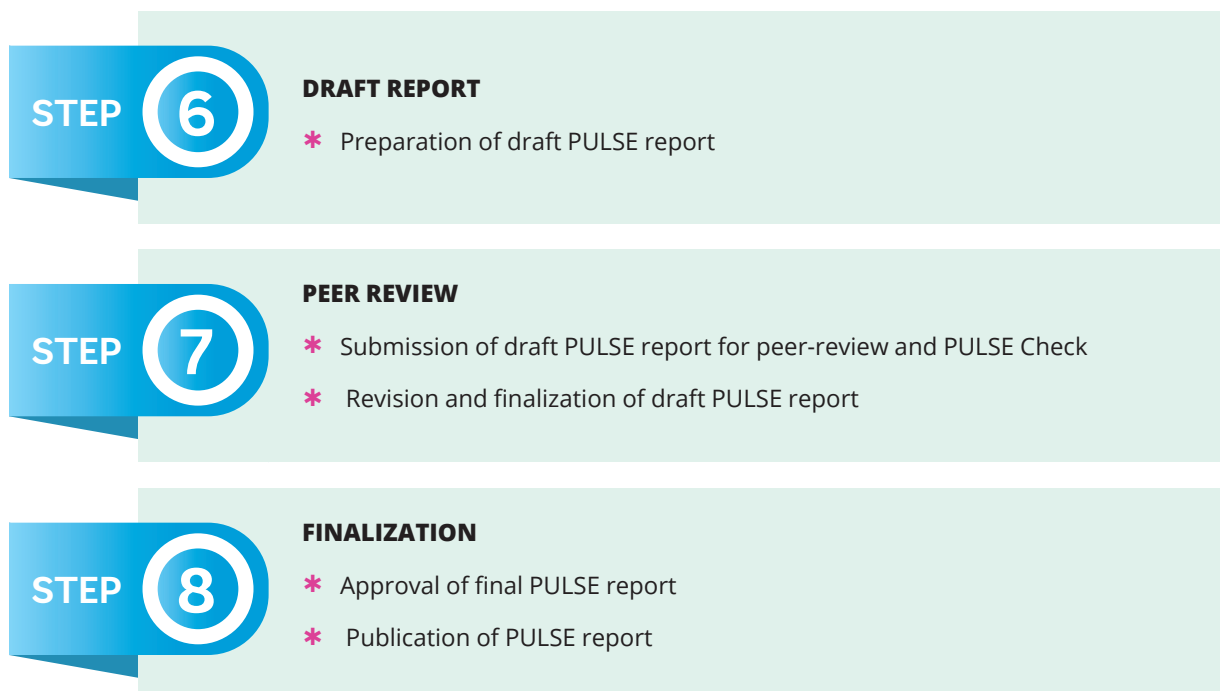 STEP 6
DRAFT REPORT
* Preparation of draft PULSE report
STEP 7
PEER REVIEW
* Submission of draft PULSE report for peer-review and PULSE Check
* Revision and finalization of draft PULSE report
STEP 8
FINALIZATION
* Approval of final PULSE report
* Publication of PULSE report